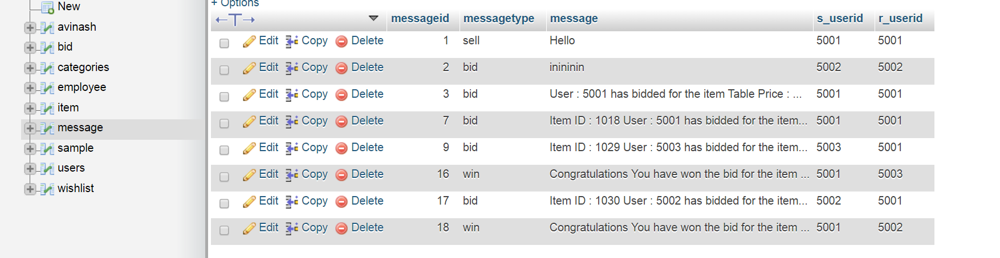 New
avinash
bid
categories
employee
item
message
sample
users
wishlist
+ Options
←T→ messageid messagetype message s_userid r_userid
Edit Copy Delete 1 sell Hello 5001 5001
Edit Copy Delete 2 bid inininin 5002 5002
Edit Copy Delete 3 bid User : 5001 has bidded for the item Table Price : ... 5001 5001
Edit Copy Delete 7 bid Item ID : 1018 User : 5001 has bidded for the item... 5001 5001
Edit Copy Delete 9 bid Item ID : 1029 User : 5003 has bidded for the item... 5003 5001
Edit Copy Delete 16 win Congratulations You have won the bid for the item ... 5001 5003
Edit Copy Delete 17 bid Item ID : 1030 User : 5002 has bidded for the item... 5002 5001
Edit Copy Delete 18 win Congratulations You have won the bid for the item ... 5001 5002